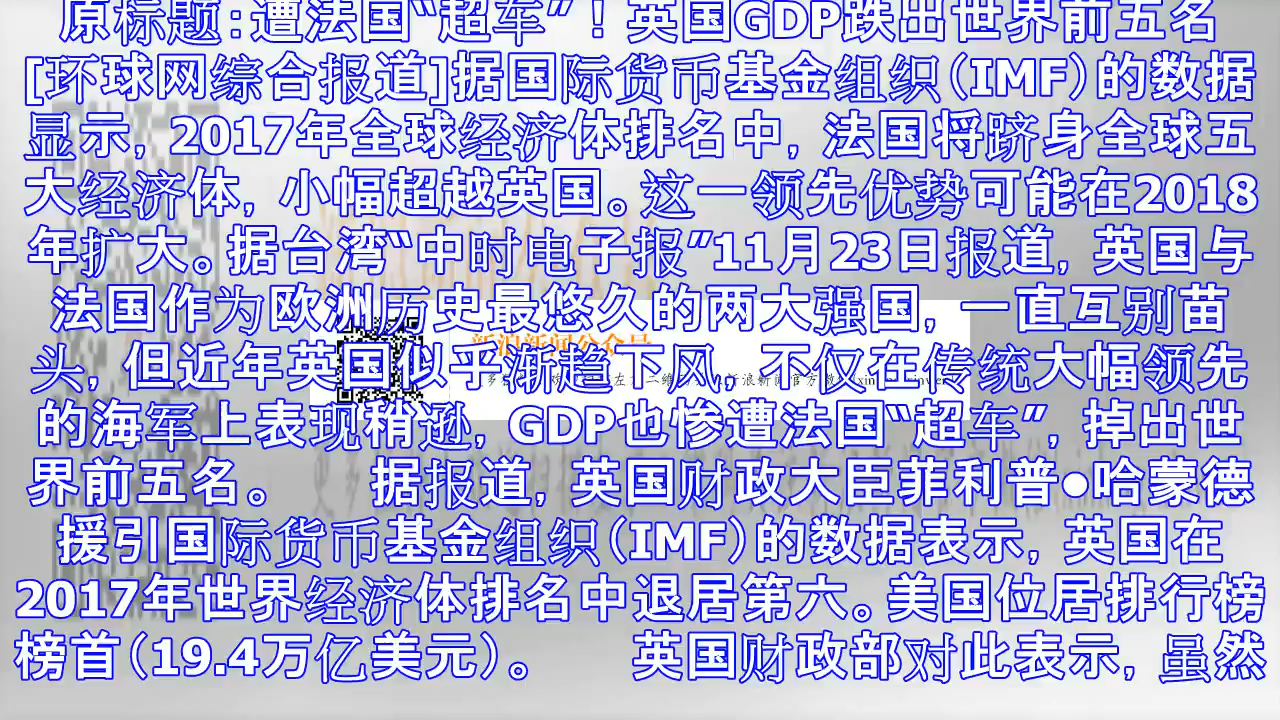 原标题:遭法国“超车”！英国GDP跌出世界前五名
[环球网综合报道]据国际货币基金组织(IMF)的数据
显示, 2017年全球经济体排名中, 法国将跻身全球五
大经济体, 小幅超越英国。这一领先优势可能在2018
年扩大。据台湾“中时电子报”11月23日报道, 英国与
法国作为欧洲历史最悠久的两大强国, 一直互别苗
头, 但近年英国似乎渐趋下风, 不仅在传统大幅领先
的海军上表现稍逊, GDP也惨遭法国“超车”, 掉出世
界前五名。 据报道, 英国财政大臣菲利普●哈蒙德
援引国际货币基金组织(IMF)的数据表示, 英国在
2017年世界经济体排名中退居第六。美国位居排行榜
榜首(19.4万亿美元)。 英国财政部对此表示, 虽然
新浪新闻公众号